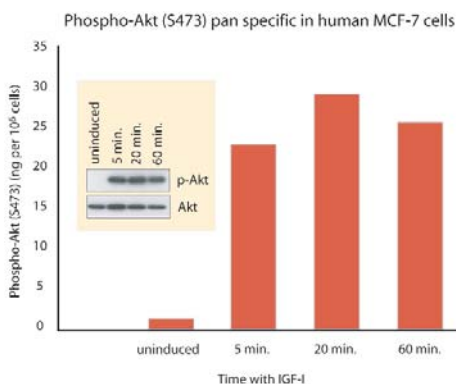 Phospho-Akt (S473) pan specific in human MCF-7 cells
Phospho-Akt (S473) (ng per 10⁶ cells)
35
30
25
20
15
10
5
0
uninduced
5 min.
20 min.
60 min.
p-Akt
Akt
uninduced 5 min. 20 min. 60 min.
Time with IGF-I